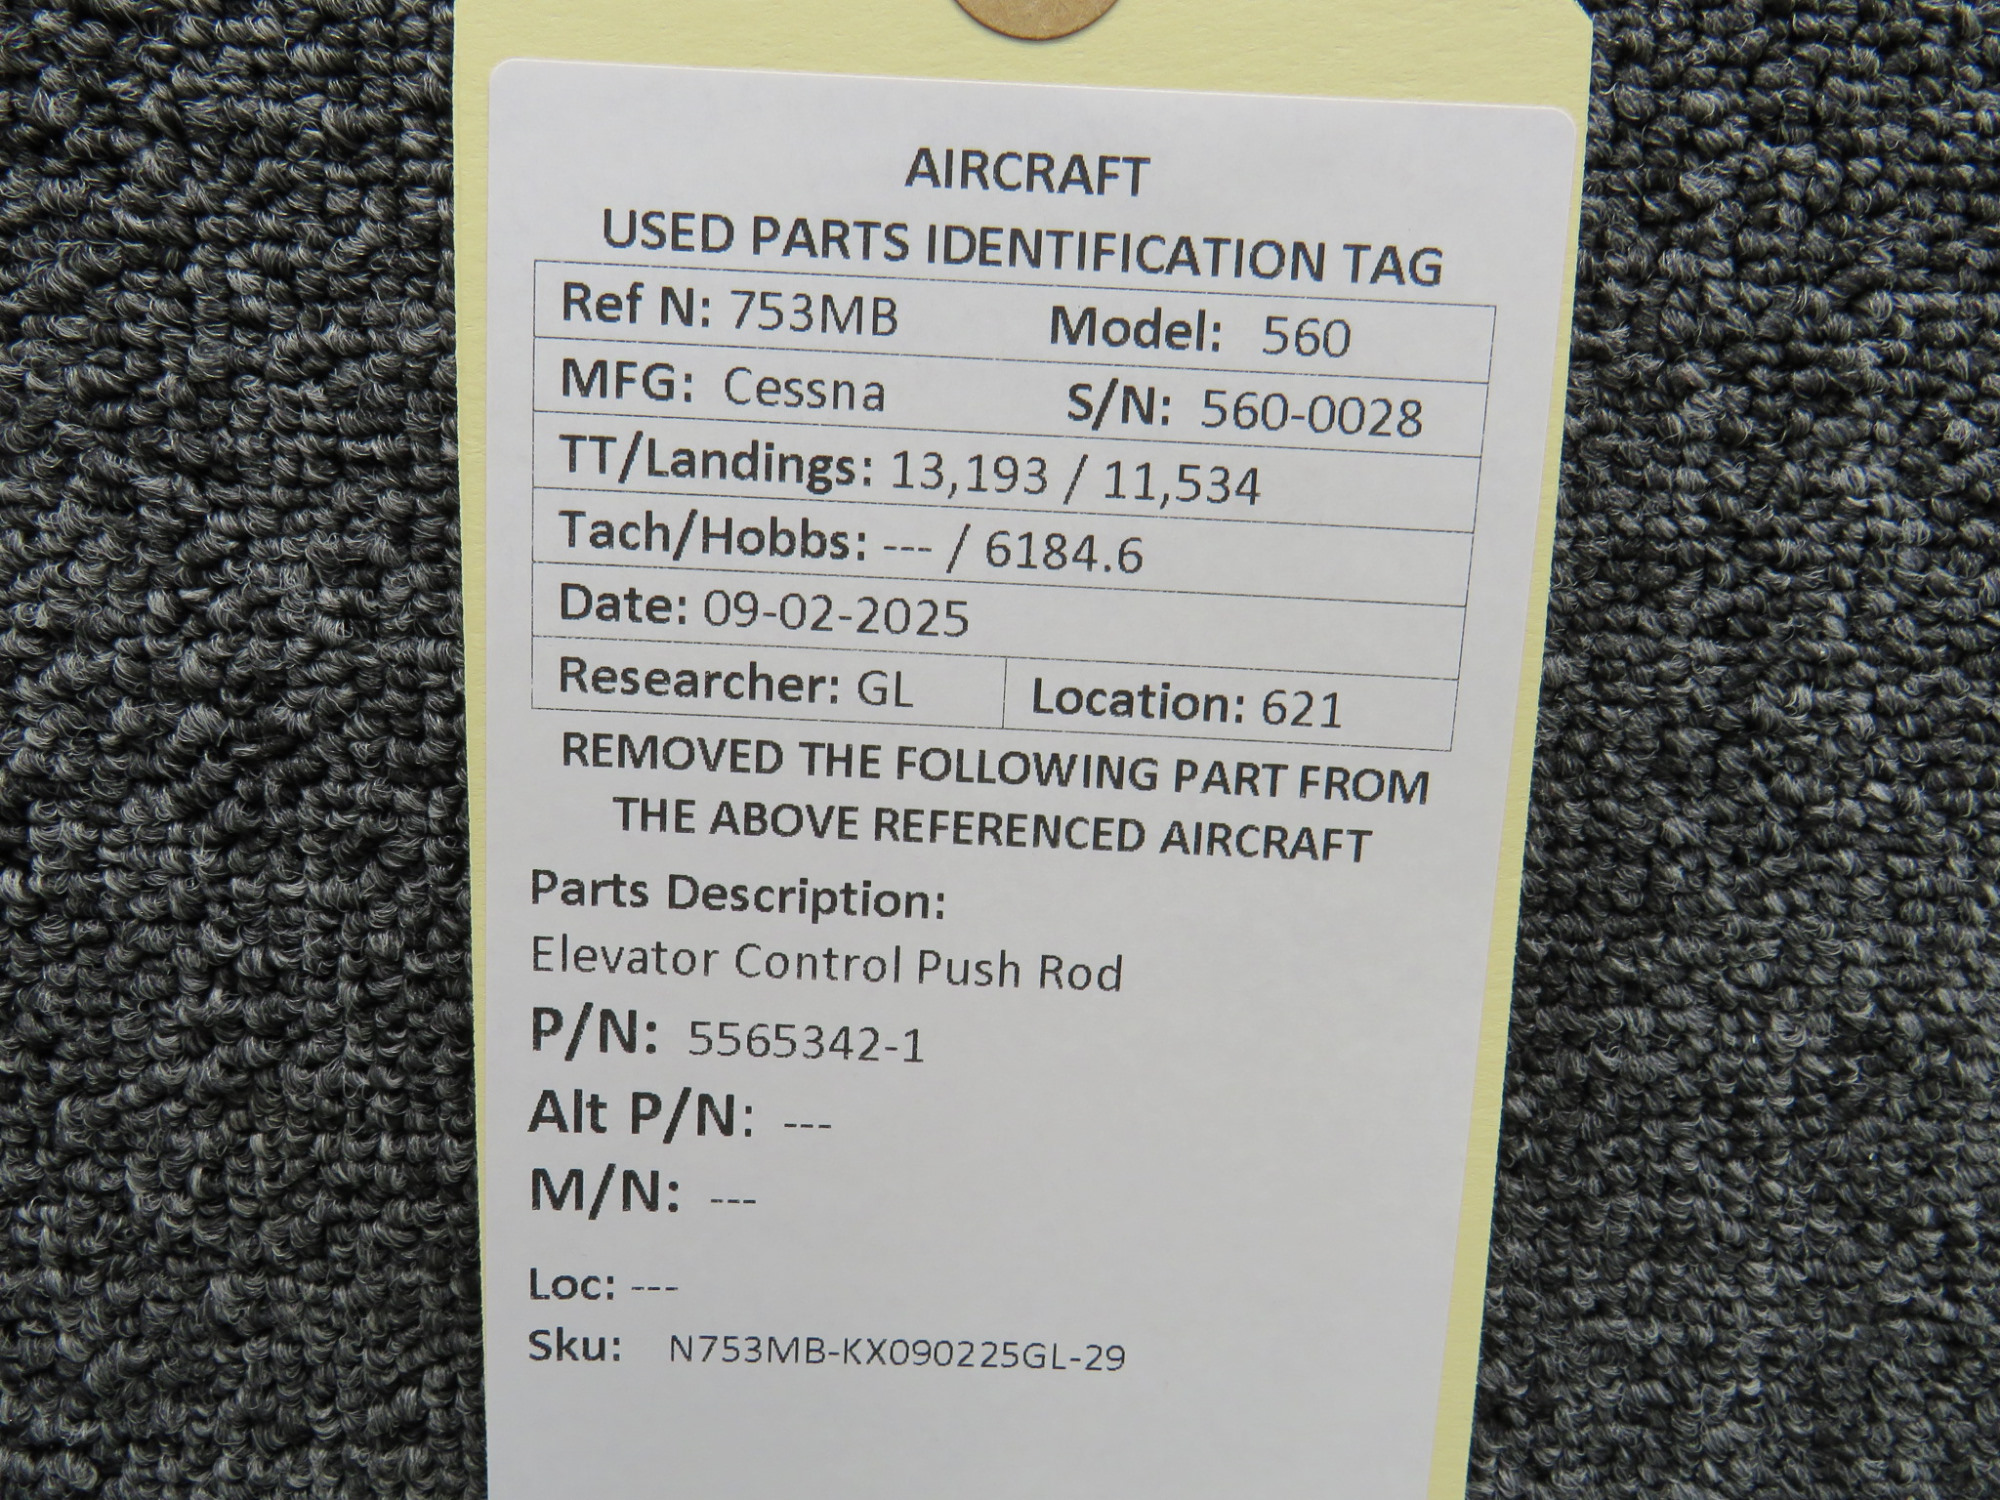 AIRCRAFT
USED PARTS IDENTIFICATION TAG
Ref N: 753MB Model: 560
MFG: Cessna S/N: 560-0028
TT/Landings: 13,193 / 11,534
Tach/Hobbs: --- / 6184.6
Date: 09-02-2025
Researcher: GL Location: 621
REMOVED THE FOLLOWING PART FROM
THE ABOVE REFERENCED AIRCRAFT
Parts Description:
Elevator Control Push Rod
P/N: 5565342-1
Alt P/N: ---
M/N: ---
Loc: ---
Sku: N753MB-KX090225GL-29